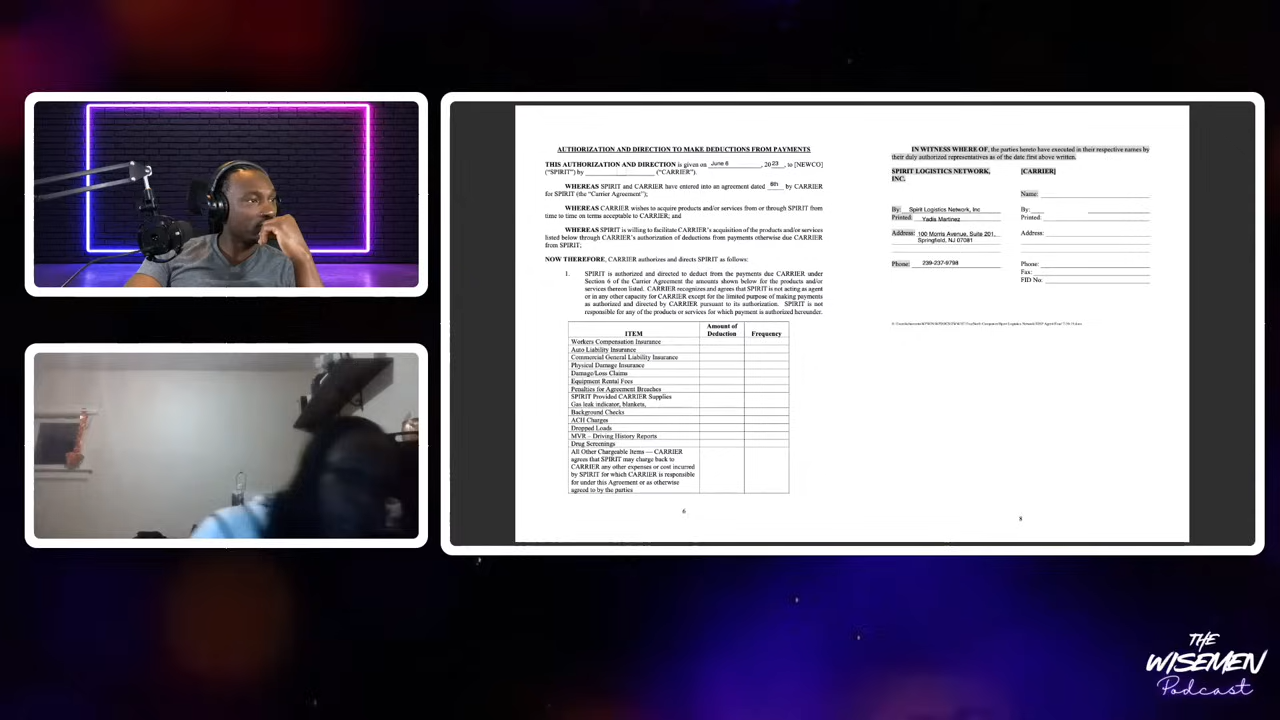 AUTHORIZATION AND DIRECTION TO MAKE DEDUCTIONS FROM PAYMENTS
THIS AUTHORIZATION AND DIRECTION is given on June 6, 2023, to [NEWCO]
("SPIRIT") by ("CARRIER").
WHEREAS SPIRIT and CARRIER have entered into an agreement dated 6th by CARRIER
for SPIRIT (the "Carrier Agreement");
WHEREAS CARRIER wishes to acquire products and/or services from or through SPIRIT from
time to time on terms acceptable to CARRIER; and
WHEREAS SPIRIT is willing to facilitate CARRIER's acquisition of the products and/or services
listed below through CARRIER's authorization of deductions from payments otherwise due CARRIER
from SPIRIT;
NOW THEREFORE, CARRIER authorizes and directs SPIRIT as follows:
1. SPIRIT is authorized and directed to deduct from the payments due CARRIER under
Section 6 of the Carrier Agreement the amounts shown below for the products and/or
services thereon listed. CARRIER recognizes and agrees that SPIRIT is not acting as agent
or in any other capacity for CARRIER except for the limited purpose of making payments
as authorized and directed by CARRIER pursuant to its authorization. SPIRIT is not
responsible for any of the products or services for which payment is authorized hereunder.
ITEM Amount of Deduction Frequency
Workers Compensation Insurance
Auto Liability Insurance
Commercial General Liability Insurance
Physical Damage Insurance
Damage/Loss Claims
Equipment Rental Fees
Penalties for Agreement Breaches
SPIRIT Provided CARRIER Supplies
Gas leak indicator, blankets,
Background Checks
ACH Charges
Dropped Loads
MVR – Driving History Reports
Drug Screenings
All Other Chargeable Items — CARRIER
agrees that SPIRIT may charge back to
CARRIER any other expenses or cost incurred
by SPIRIT for which CARRIER is responsible
for under this Agreement or as otherwise
agreed to by the parties
6
IN WITNESS WHERE OF, the parties hereto have executed in their respective names by
their duly authorized representatives as of the date first above written.
SPIRIT LOGISTICS NETWORK,
INC.
By: Spirit Logistics Network, Inc
Printed: Yadis Martinez
Address: 100 Morris Avenue, Suite 201,
Springfield, NJ 07081
Phone: 239-237-9798
[CARRIER]
Name:
By:
Printed:
Address:
Phone:
Fax:
FID No:
8
THE
WISEMEN
Podcast